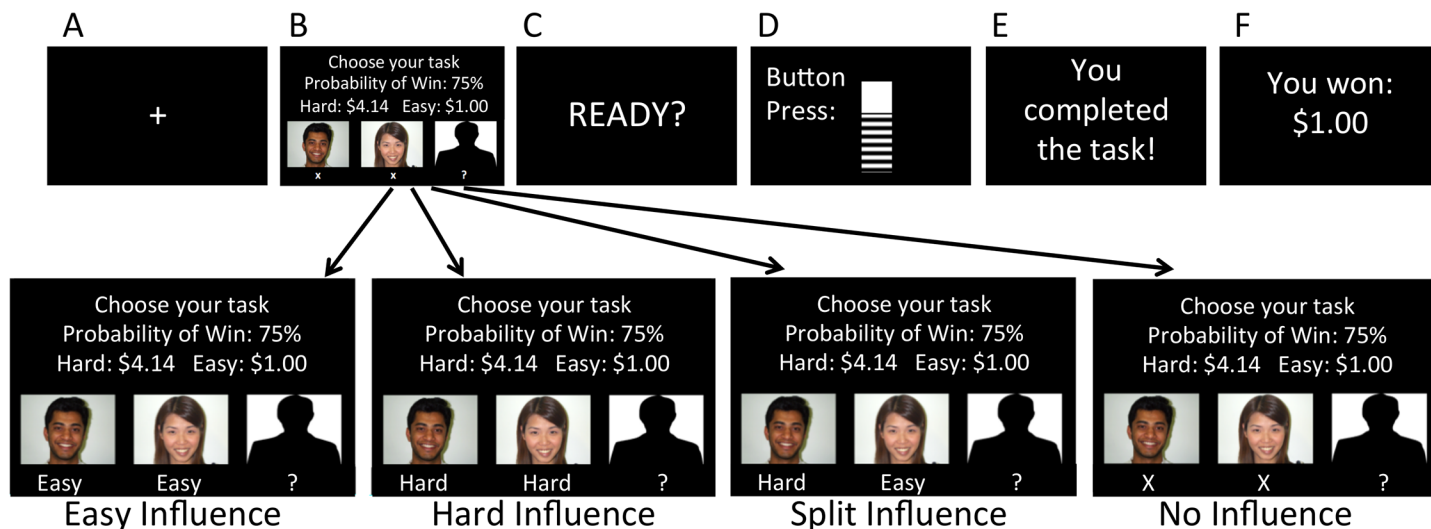 A
B
C
D
E
F
+
Choose your task
Probability of Win: 75%
Hard: $4.14 Easy: $1.00
x x ?
READY?
Button
Press:
You
completed
the task!
You won:
$1.00
Choose your task
Probability of Win: 75%
Hard: $4.14 Easy: $1.00
Easy Easy ?
Easy Influence
Choose your task
Probability of Win: 75%
Hard: $4.14 Easy: $1.00
Hard Hard ?
Hard Influence
Choose your task
Probability of Win: 75%
Hard: $4.14 Easy: $1.00
Hard Easy ?
Split Influence
Choose your task
Probability of Win: 75%
Hard: $4.14 Easy: $1.00
X X ?
No Influence